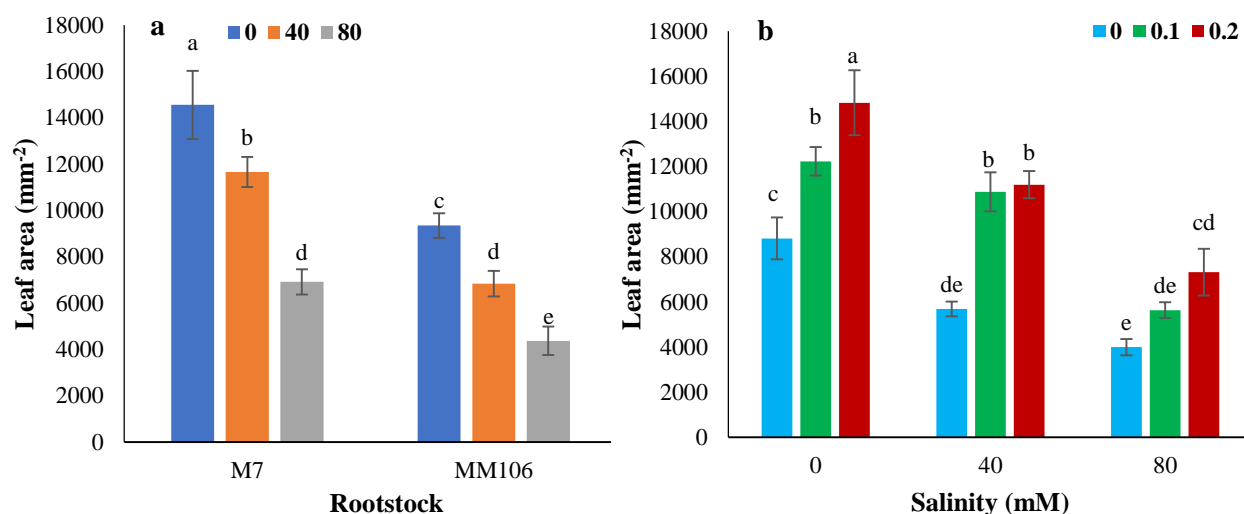 a
0 40 80
18000
16000
14000
12000
10000
8000
6000
4000
2000
0
Leaf area (mm-2)
a
b
d
c
d
e
M7 MM106
Rootstock
b
0 0.1 0.2
18000
16000
14000
12000
10000
8000
6000
4000
2000
0
Leaf area (mm-2)
c
b
a
de
b
b
e
de
cd
0 40 80
Salinity (mM)